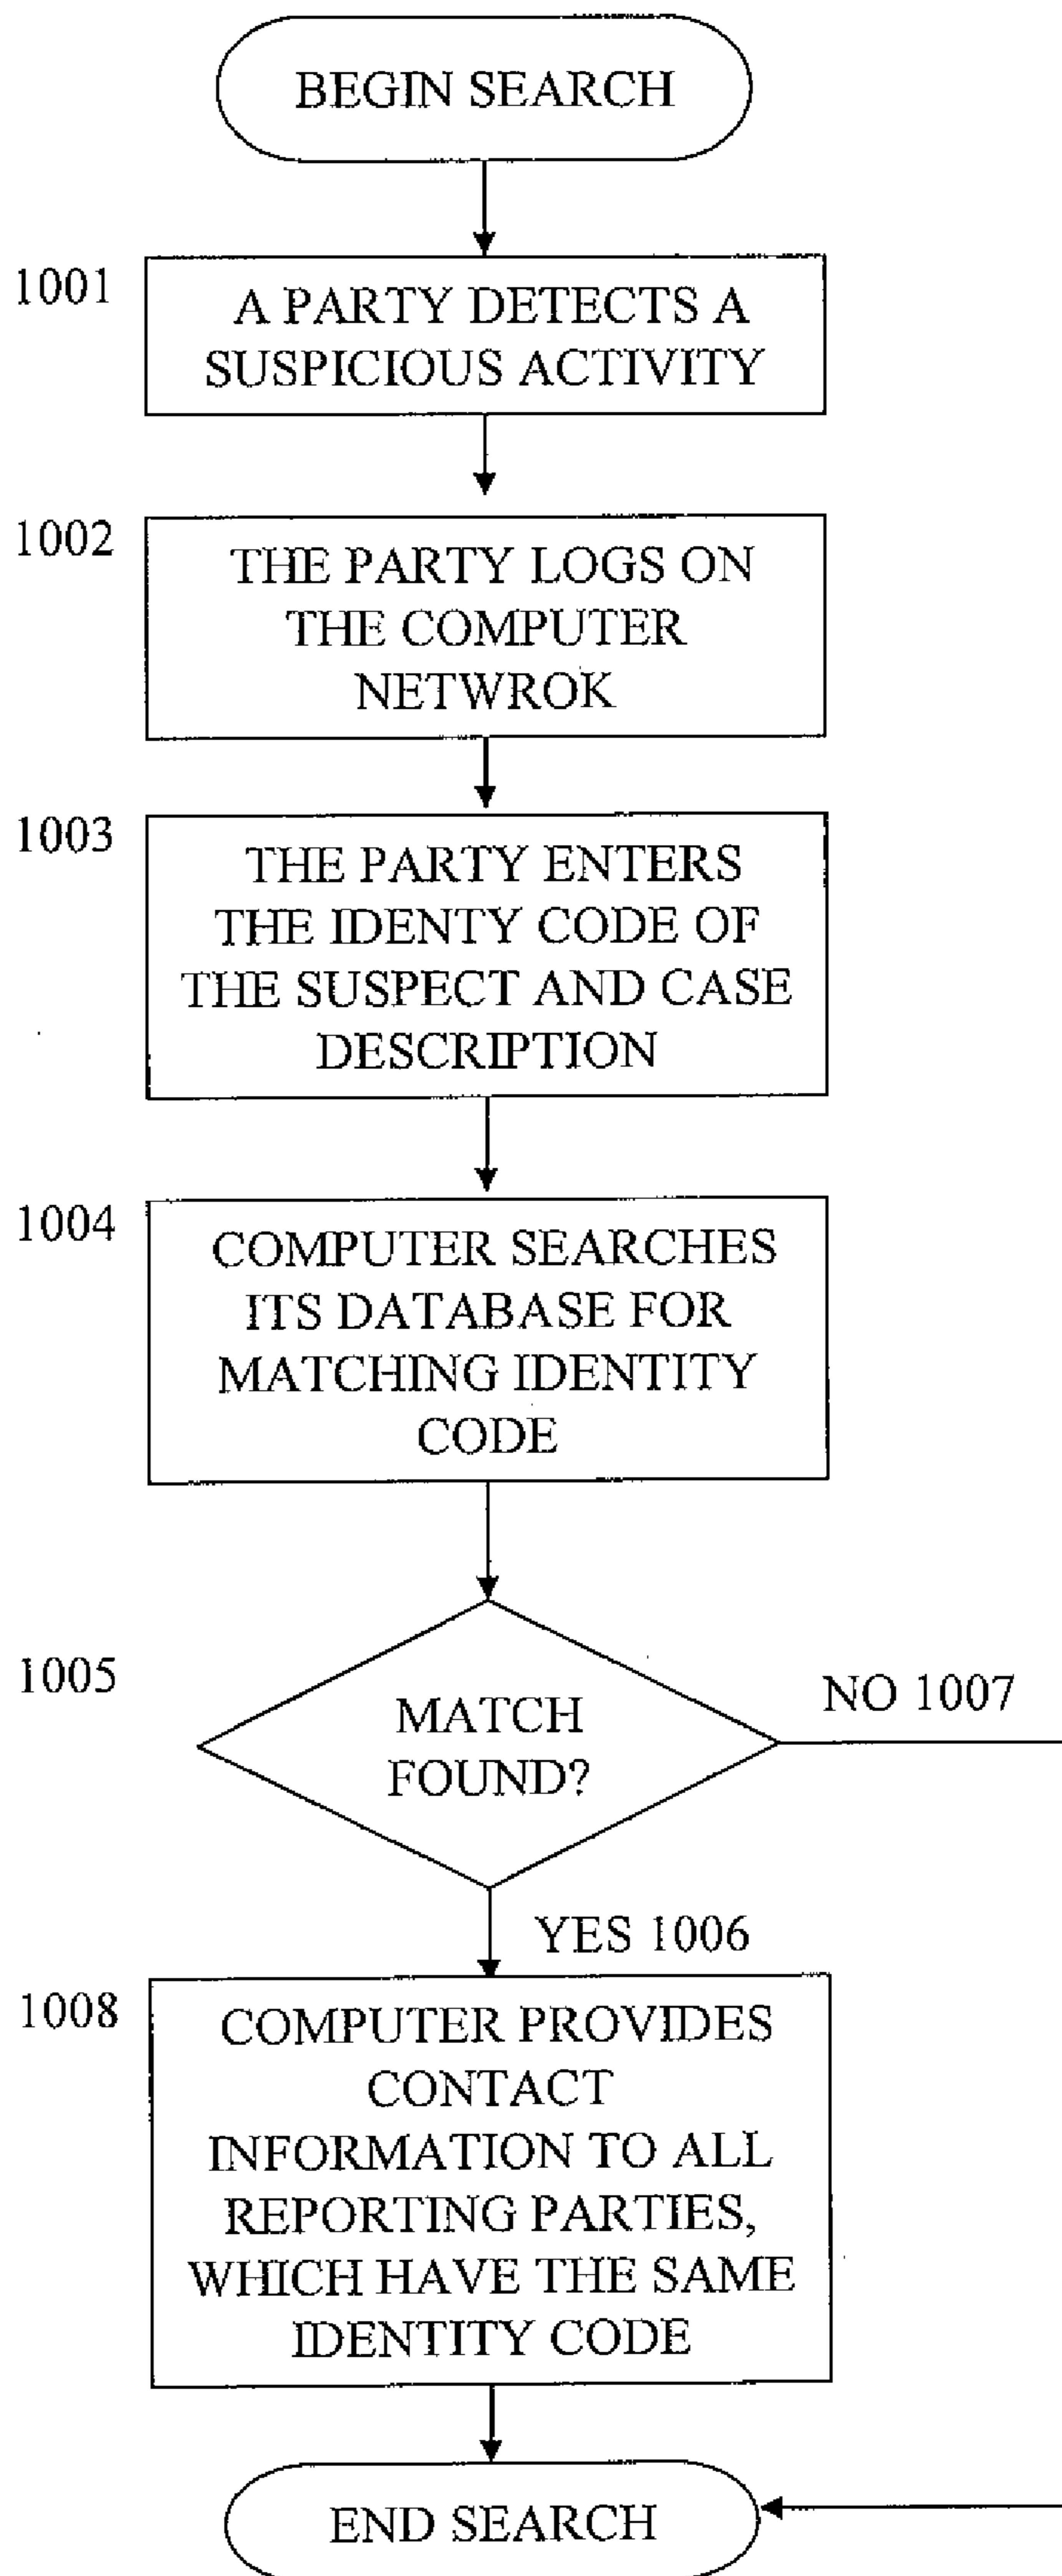 BEGIN SEARCH
1001
A PARTY DETECTS A
SUSPICIOUS ACTIVITY
1002
THE PARTY LOGS ON
THE COMPUTER
NETWROK
1003
THE PARTY ENTERS
THE IDENTY CODE OF
THE SUSPECT AND CASE
DESCRIPTION
1004
COMPUTER SEARCHES
ITS DATABASE FOR
MATCHING IDENTITY
CODE
1005
MATCH
FOUND?
NO 1007
YES 1006
1008
COMPUTER PROVIDES
CONTACT
INFORMATION TO ALL
REPORTING PARTIES,
WHICH HAVE THE SAME
IDENTITY CODE
END SEARCH